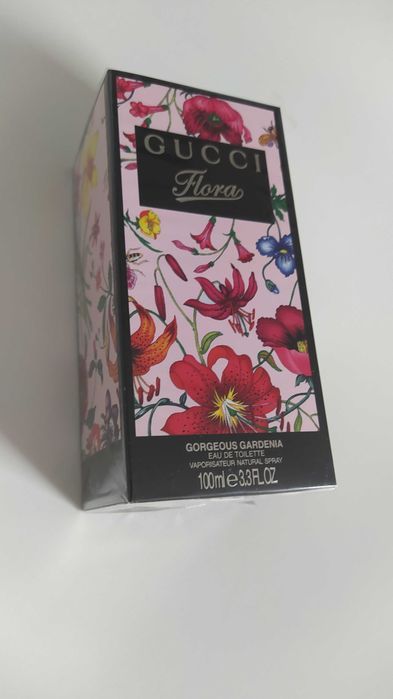 GUCCI
Flora
GORGEOUS GARDENIA
EAU DE TOILETTE
VAPORISATEUR NATURAL SPRAY
100ml e 3.3FL.OZ